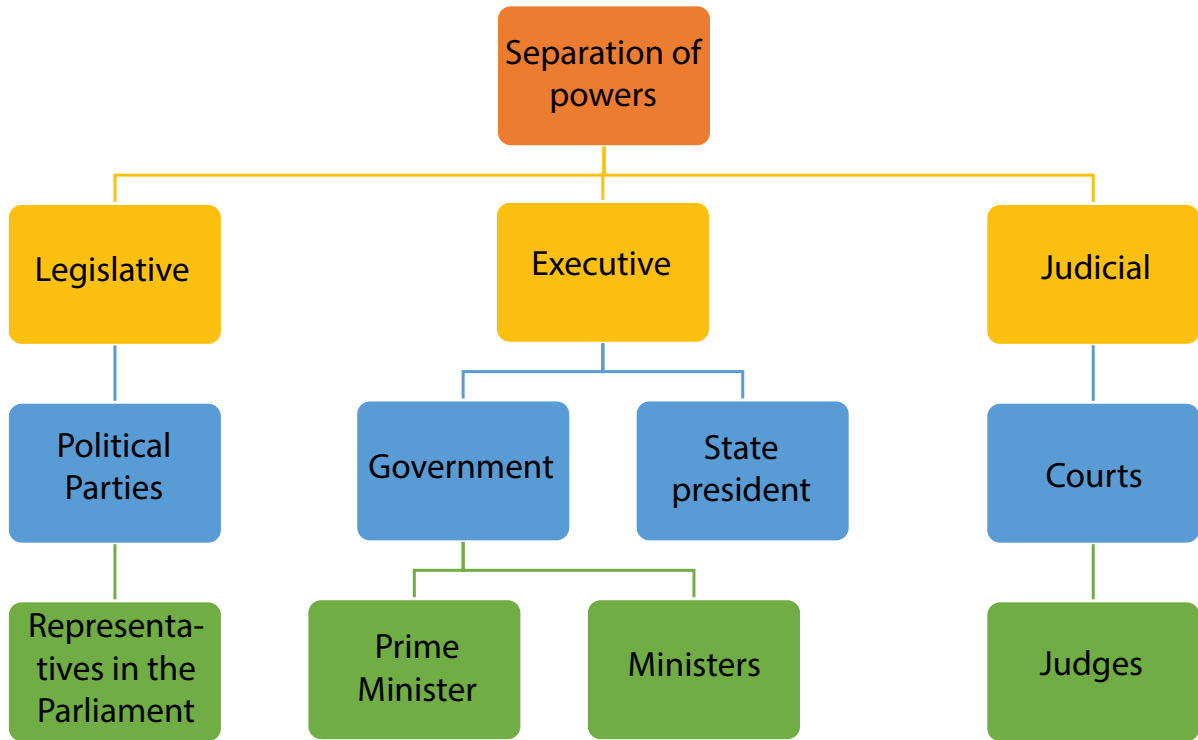 Separation of
powers
Legislative
Executive
Judicial
Political
Parties
Government
State
president
Courts
Representa-
tives in the
Parliament
Prime
Minister
Ministers
Judges